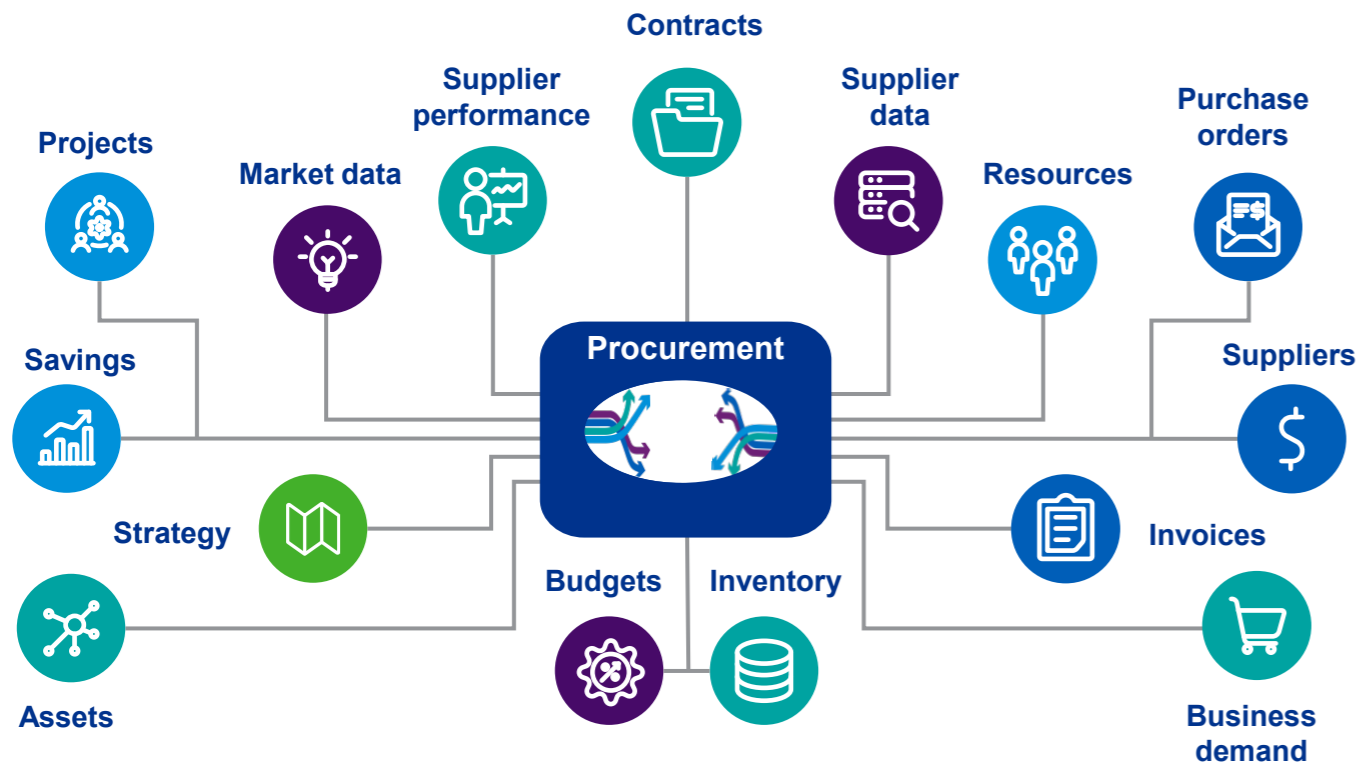 Contracts
Supplier
performance
Supplier
data
Purchase
orders
Projects
Market data
Resources
Procurement
Savings
Suppliers
Strategy
Invoices
Budgets
Inventory
Assets
Business
demand